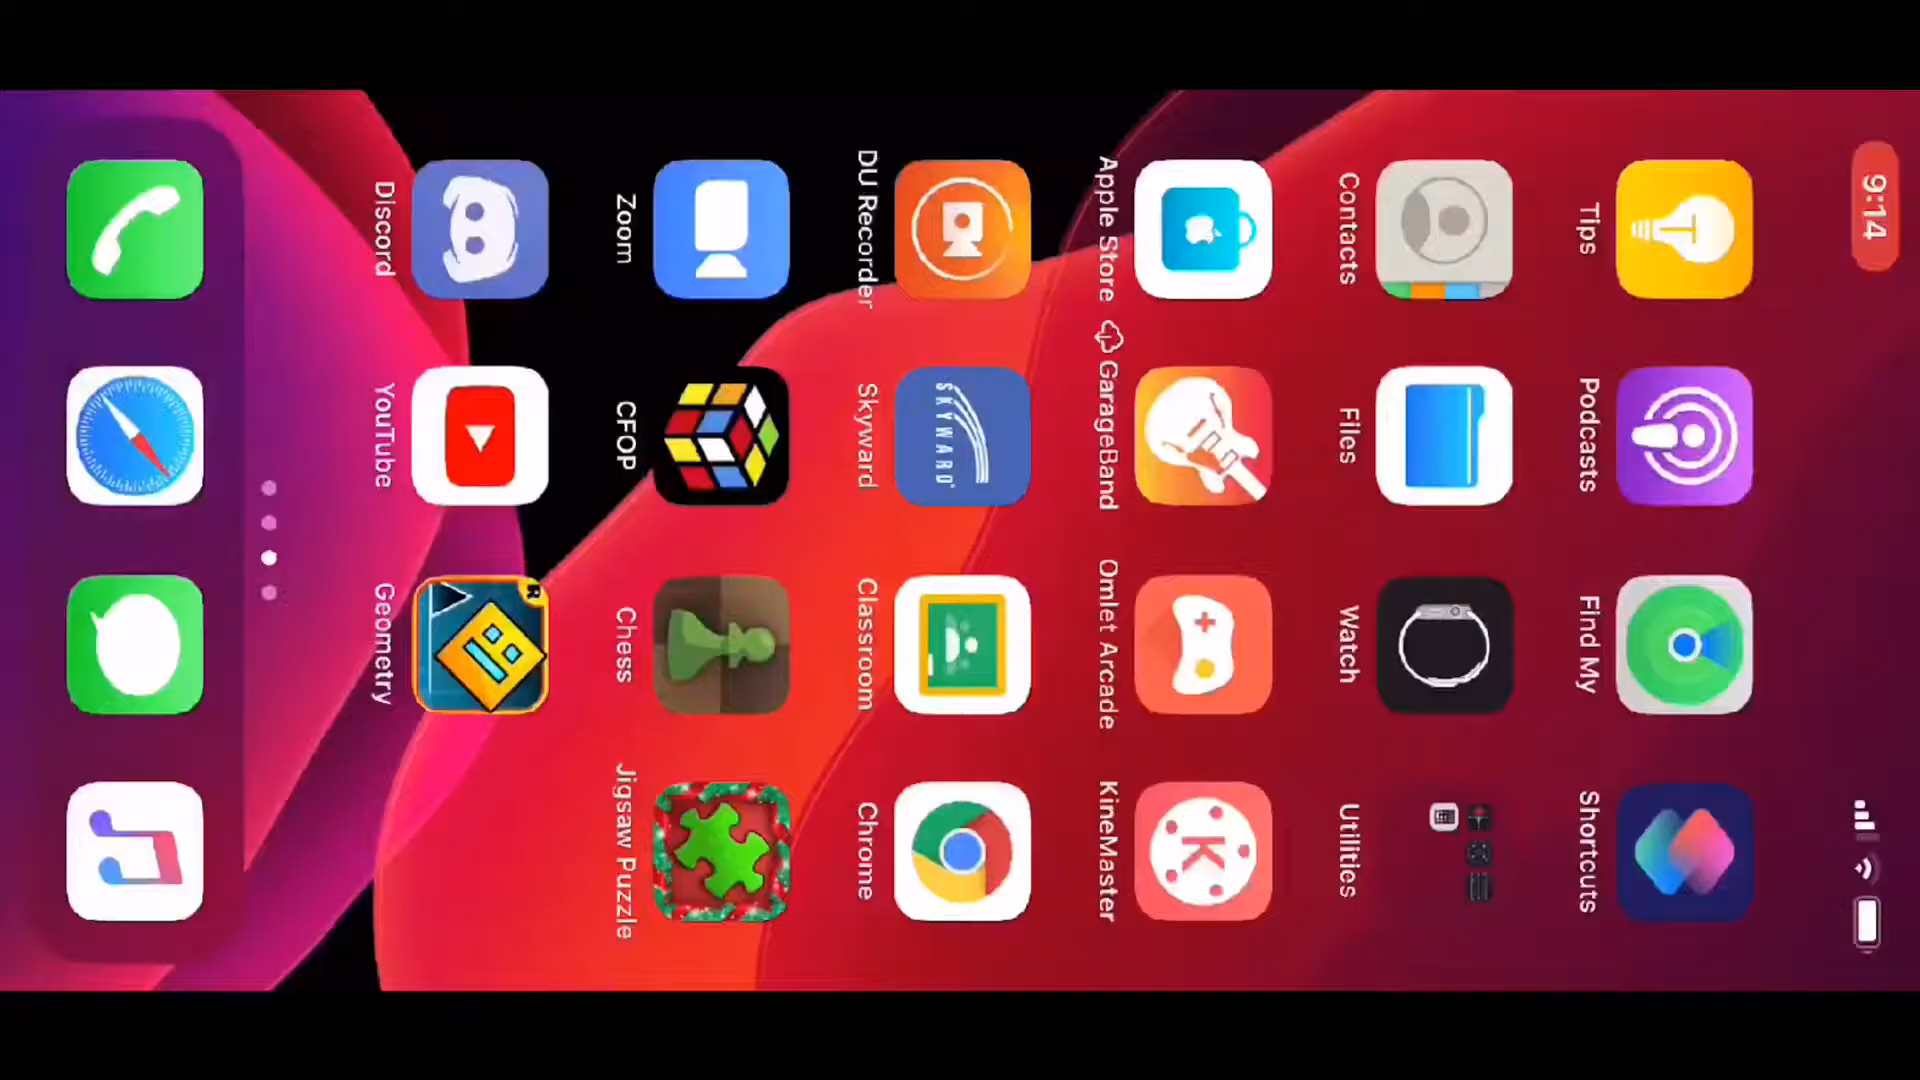 9:14
Tips
Podcasts
Find My
Shortcuts
Contacts
Files
Watch
Utilities
Apple Store
GarageBand
Omlet Arcade
KineMaster
K
SKYWARD
DU Recorder
Skyward
Classroom
Chrome
Zoom
CFOP
Chess
Jigsaw Puzzle
R
Discord
YouTube
Geometry